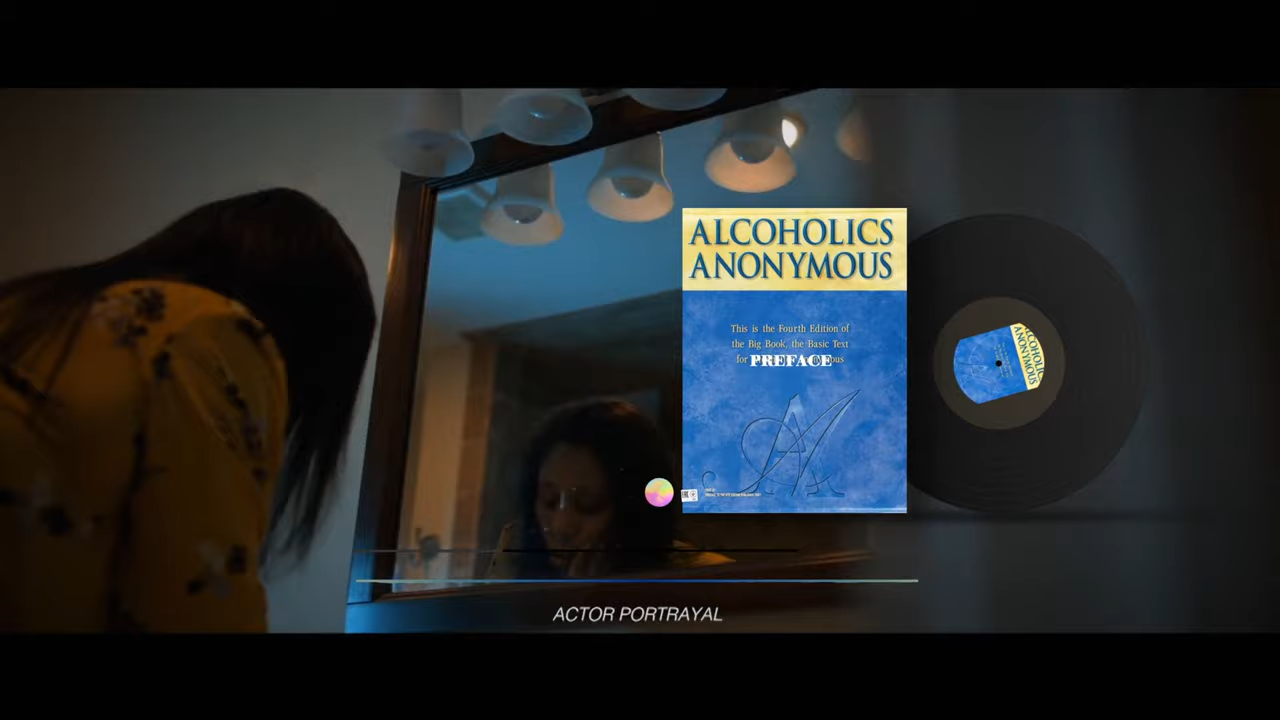 ALCOHOLICS
ANONYMOUS
This is the Fourth Edition of
the Big Book, the Basic Text
for
PREFACE
ALCOHOLICS
ANONYMOUS
ACTOR PORTRAYAL